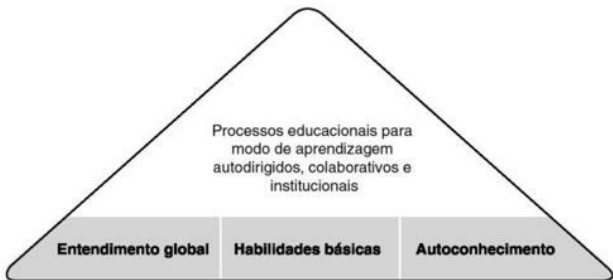 Processos educacionais para
modo de aprendizagem
autodirigidos, colaborativos e
institucionais
Entendimento global Habilidades básicas Autoconhecimento